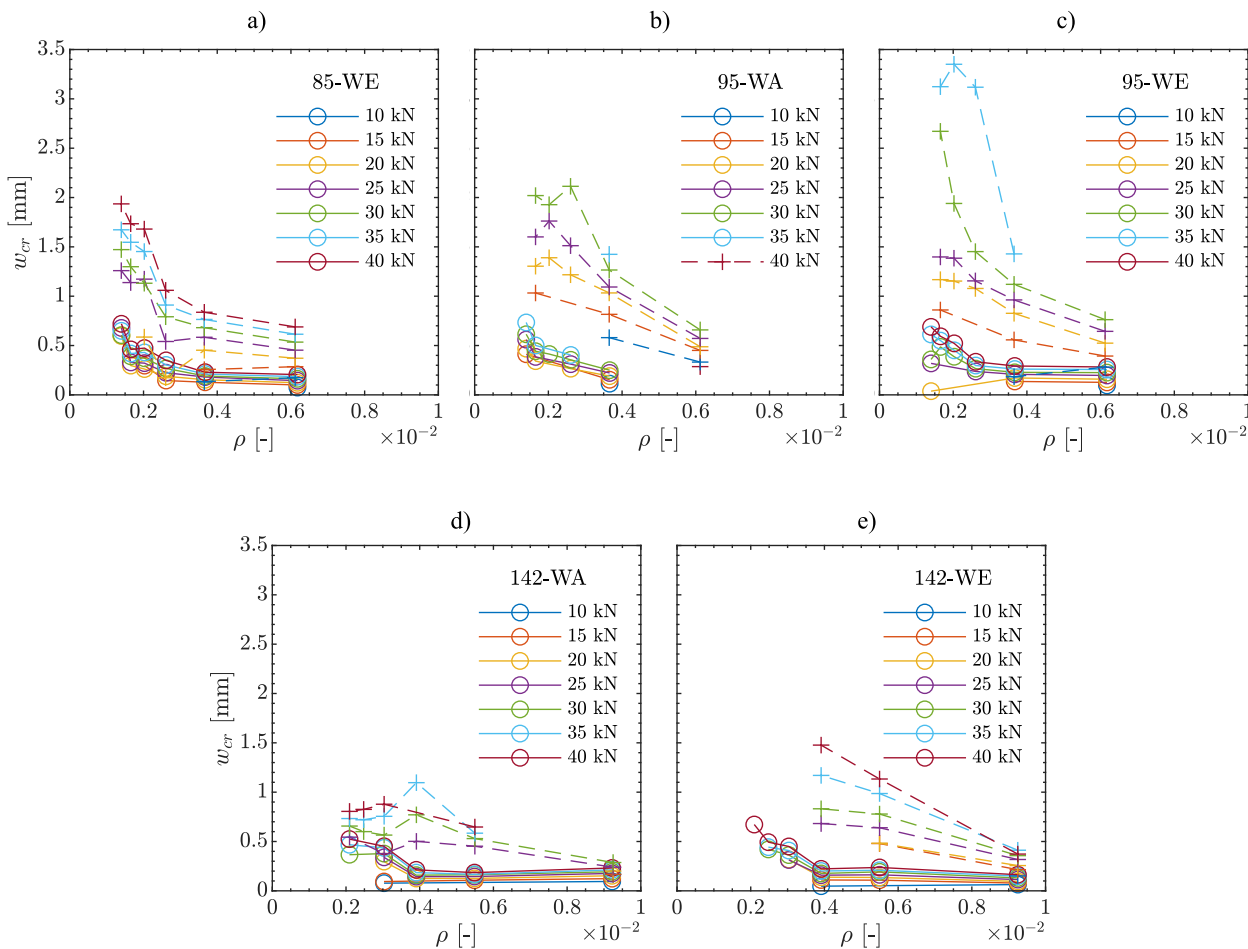 a)
3.5
3
2.5
2
1.5
1
0.5
0
w_cr [mm]
85-WE
10 kN
15 kN
20 kN
25 kN
30 kN
35 kN
40 kN
0 0.2 0.4 0.6 0.8 1
ρ [-]
×10⁻²
b)
95-WA
10 kN
15 kN
20 kN
25 kN
30 kN
35 kN
40 kN
0 0.2 0.4 0.6 0.8 1
ρ [-]
×10⁻²
c)
95-WE
10 kN
15 kN
20 kN
25 kN
30 kN
35 kN
40 kN
0 0.2 0.4 0.6 0.8 1
ρ [-]
×10⁻²
d)
3.5
3
2.5
2
1.5
1
0.5
0
w_cr [mm]
142-WA
10 kN
15 kN
20 kN
25 kN
30 kN
35 kN
40 kN
0 0.2 0.4 0.6 0.8 1
ρ [-]
×10⁻²
e)
142-WE
10 kN
15 kN
20 kN
25 kN
30 kN
35 kN
40 kN
0 0.2 0.4 0.6 0.8 1
ρ [-]
×10⁻²